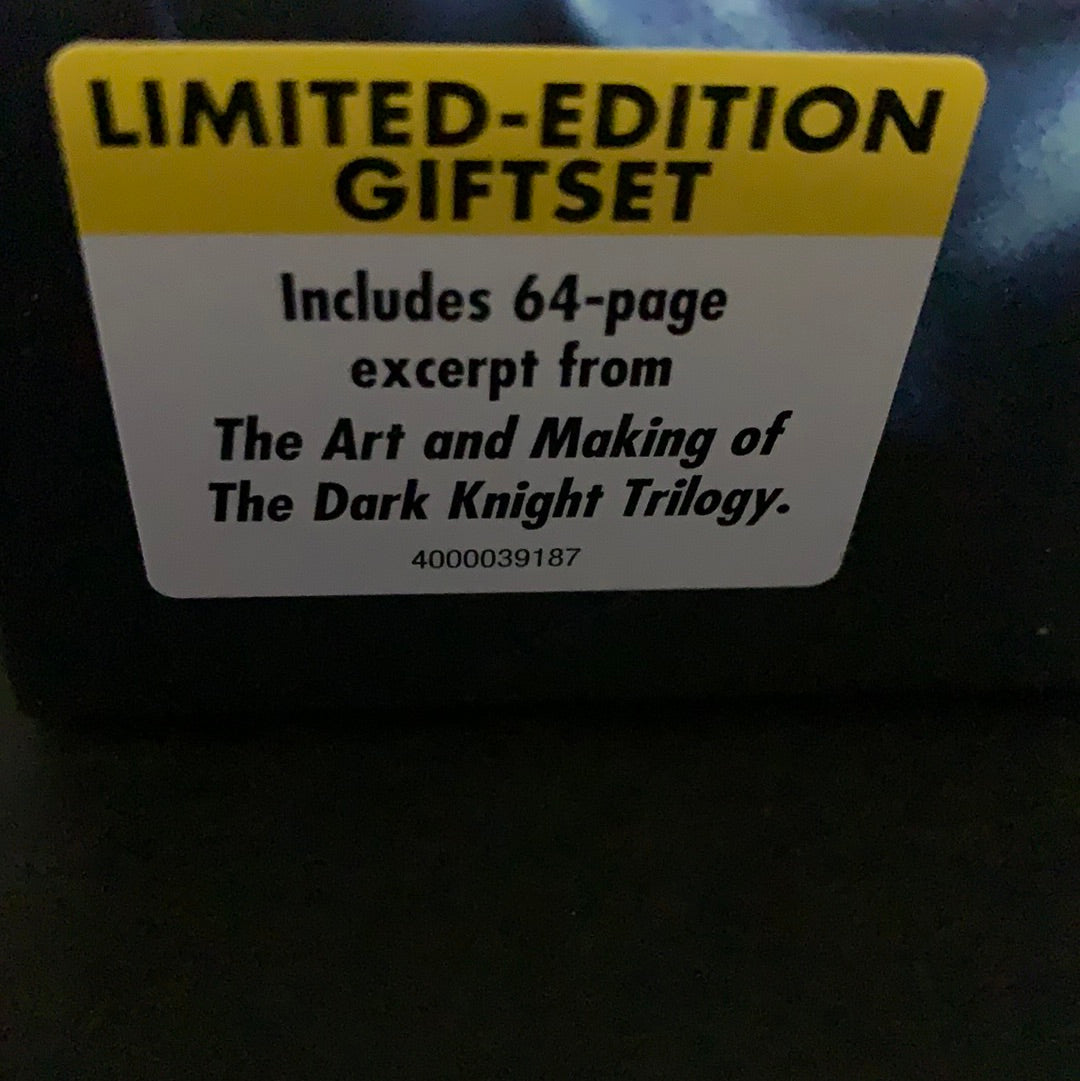 LIMITED-EDITION
GIFTSET
Includes 64-page
excerpt from
The Art and Making of
The Dark Knight Trilogy.
4000039187